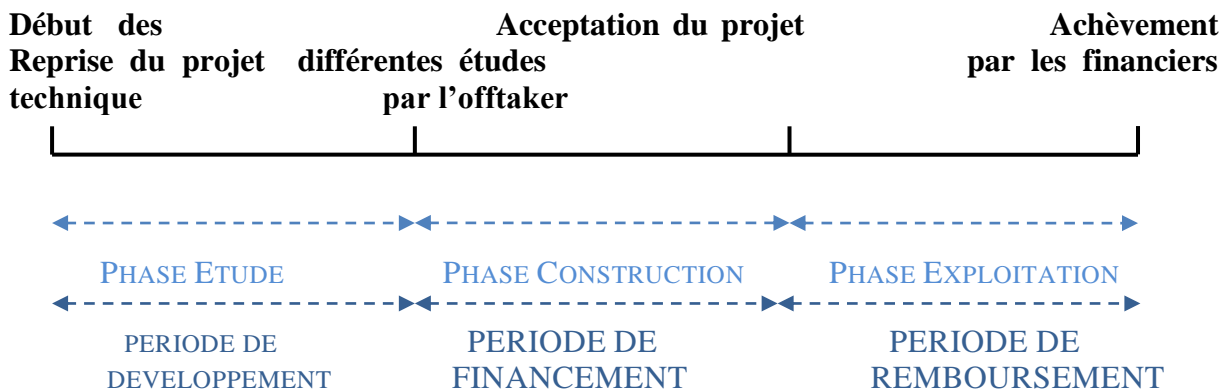 Début des Acceptation du projet Achèvement
Reprise du projet différentes études par les financiers
technique par l’offtaker
PHASE ETUDE PHASE CONSTRUCTION PHASE EXPLOITATION
PERIODE DE PERIODE DE PERIODE DE
DEVELOPPEMENT FINANCEMENT REMBOURSEMENT